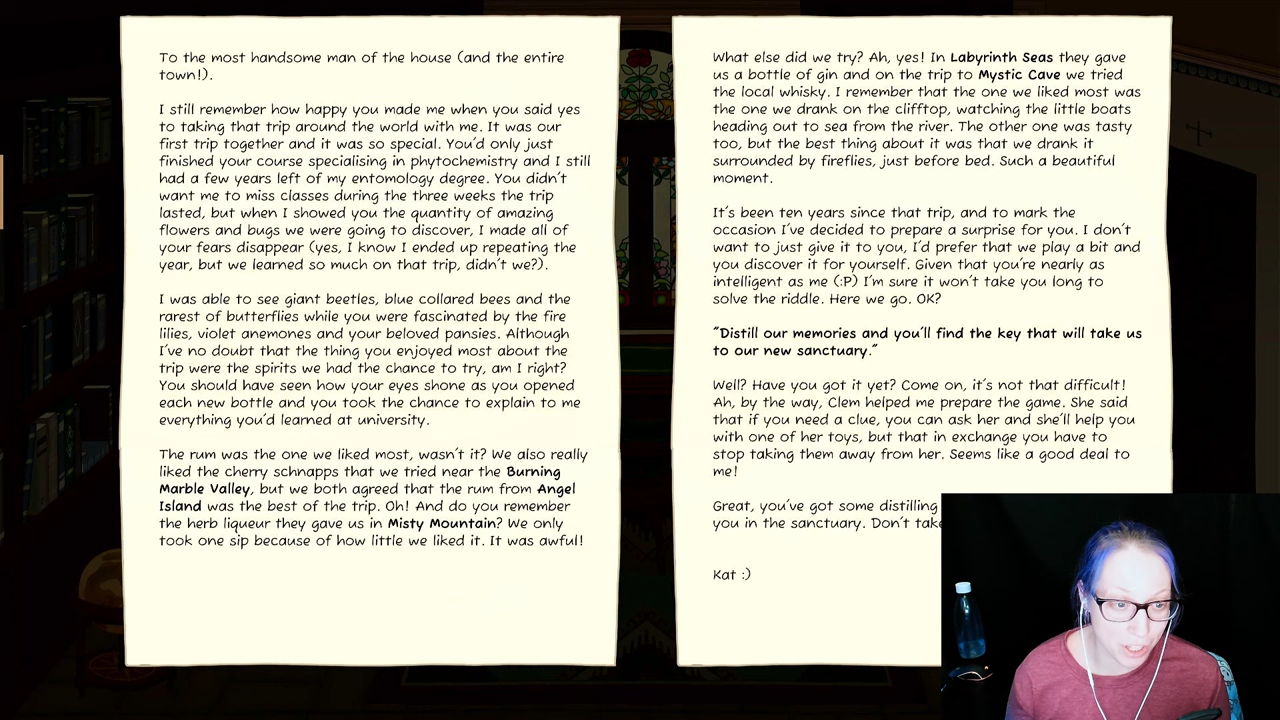 To the most handsome man of the house (and the entire
town!).
I still remember how happy you made me when you said yes
to taking that trip around the world with me. It was our
first trip together and it was so special. You'd only just
finished your course specialising in phytochemistry and I still
had a few years left of my entomology degree. You didn't
want me to miss classes during the three weeks the trip
lasted, but when I showed you the quantity of amazing
flowers and bugs we were going to discover, I made all of
your fears disappear (yes, I know I ended up repeating the
year, but we learned so much on that trip, didn't we?).
I was able to see giant beetles, blue collared bees and the
rarest of butterflies while you were fascinated by the fire
lilies, violet anemones and your beloved pansies. Although
I've no doubt that the thing you enjoyed most about the
trip were the spirits we had the chance to try, am I right?
You should have seen how your eyes shone as you opened
each new bottle and you took the chance to explain to me
everything you'd learned at university.
The rum was the one we liked most, wasn't it? We also really
liked the cherry schnapps that we tried near the Burning
Marble Valley, but we both agreed that the rum from Angel
Island was the best of the trip. Oh! And do you remember
the herb liqueur they gave us in Misty Mountain? We only
took one sip because of how little we liked it. It was awful!
What else did we try? Ah, yes! In Labyrinth Seas they gave
us a bottle of gin and on the trip to Mystic Cave we tried
the local whisky. I remember that the one we liked most was
the one we drank on the clifftop, watching the little boats
heading out to sea from the river. The other one was tasty
too, but the best thing about it was that we drank it
surrounded by fireflies, just before bed. Such a beautiful
moment.
It's been ten years since that trip, and to mark the
occasion I've decided to prepare a surprise for you. I don't
want to just give it to you, I'd prefer that we play a bit and
you discover it for yourself. Given that you're nearly as
intelligent as me (:P) I'm sure it won't take you long to
solve the riddle. Here we go. OK?
"Distill our memories and you'll find the key that will take us
to our new sanctuary."
Well? Have you got it yet? Come on, it's not that difficult!
Ah, by the way, Clem helped me prepare the game. She said
that if you need a clue, you can ask her and she'll help you
with one of her toys, but that in exchange you have to
stop taking them away from her. Seems like a good deal to
me!
Great, you've got some distilling
you in the sanctuary. Don't take
Kat :)